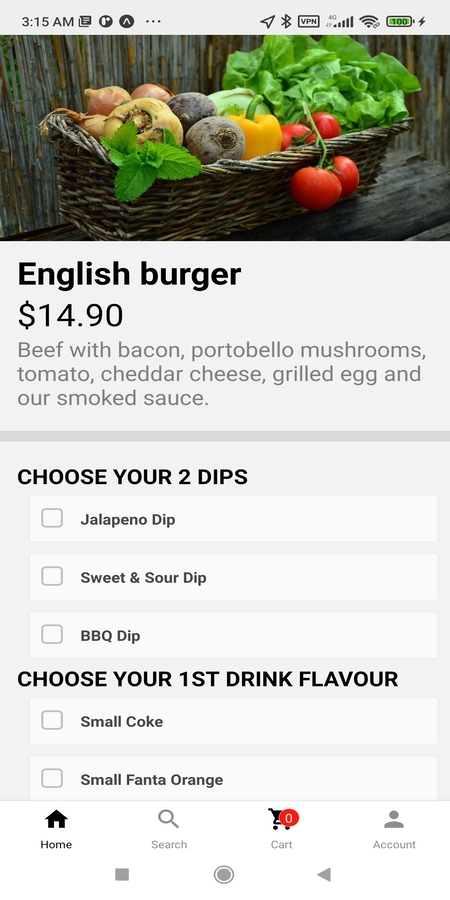 3:15 AM VPN 4G 100
English burger
$14.90
Beef with bacon, portobello mushrooms,
tomato, cheddar cheese, grilled egg and
our smoked sauce.
CHOOSE YOUR 2 DIPS
Jalapeno Dip
Sweet & Sour Dip
BBQ Dip
CHOOSE YOUR 1ST DRINK FLAVOUR
Small Coke
Small Fanta Orange
0
Home Search Cart Account